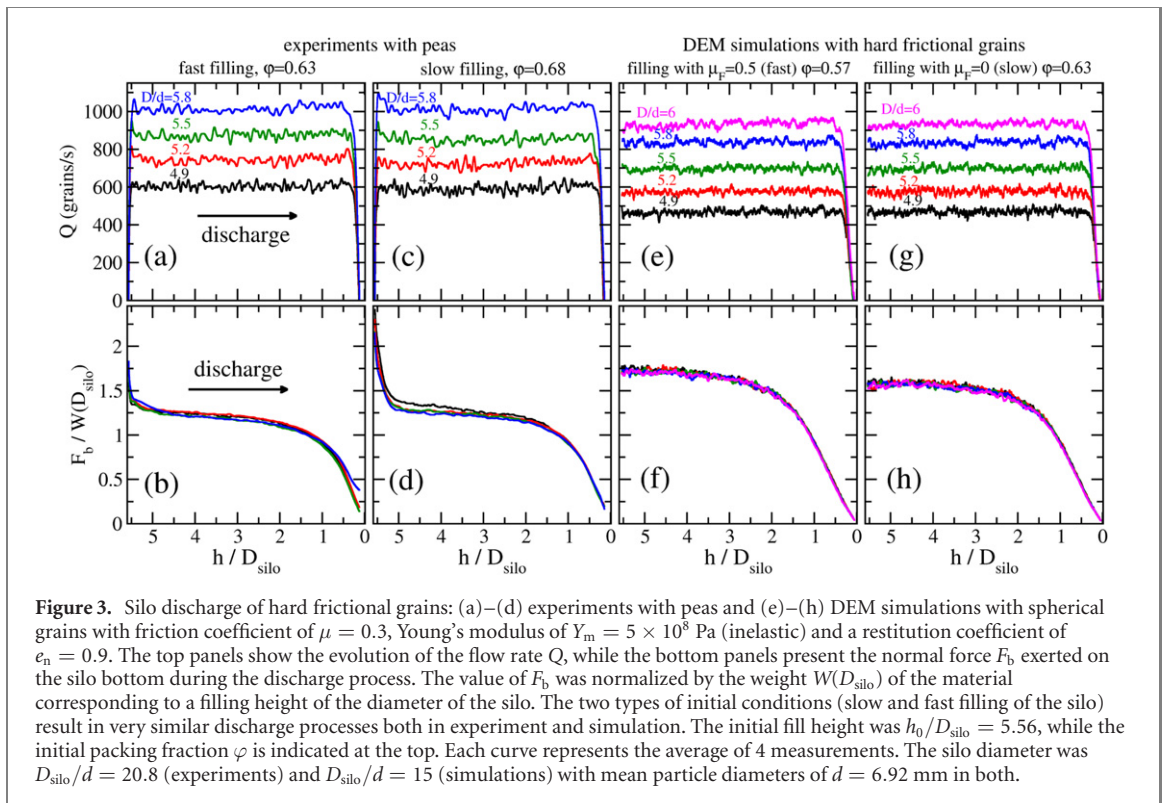 experiments with peas
DEM simulations with hard frictional grains
fast filling, φ=0.63
slow filling, φ=0.68
filling with μF=0.5 (fast) φ=0.57
filling with μF=0 (slow) φ=0.63
Q (grains/s)
1000
800
600
400
200
0
D/d=5.8
5.5
5.2
4.9
discharge
(a)
D/d=5.8
5.5
5.2
4.9
(c)
D/d=6
5.8
5.5
5.2
4.9
(e)
D/d=6
5.8
5.5
5.2
4.9
(g)
Fb / W(Dsilo)
2
1.5
1
0.5
0
discharge
(b)
(d)
(f)
(h)
5 4 3 2 1
5 4 3 2 1
5 4 3 2 1
5 4 3 2 1 0
h / Dsilo
h / Dsilo
h / Dsilo
h / Dsilo
Figure 3. Silo discharge of hard frictional grains: (a)–(d) experiments with peas and (e)–(h) DEM simulations with spherical
grains with friction coefficient of μ = 0.3, Young's modulus of Ym = 5 × 10⁸ Pa (inelastic) and a restitution coefficient of
en = 0.9. The top panels show the evolution of the flow rate Q, while the bottom panels present the normal force Fb exerted on
the silo bottom during the discharge process. The value of Fb was normalized by the weight W(Dsilo) of the material
corresponding to a filling height of the diameter of the silo. The two types of initial conditions (slow and fast filling of the silo)
result in very similar discharge processes both in experiment and simulation. The initial fill height was h0/Dsilo = 5.56, while the
initial packing fraction φ is indicated at the top. Each curve represents the average of 4 measurements. The silo diameter was
Dsilo/d = 20.8 (experiments) and Dsilo/d = 15 (simulations) with mean particle diameters of d = 6.92 mm in both.